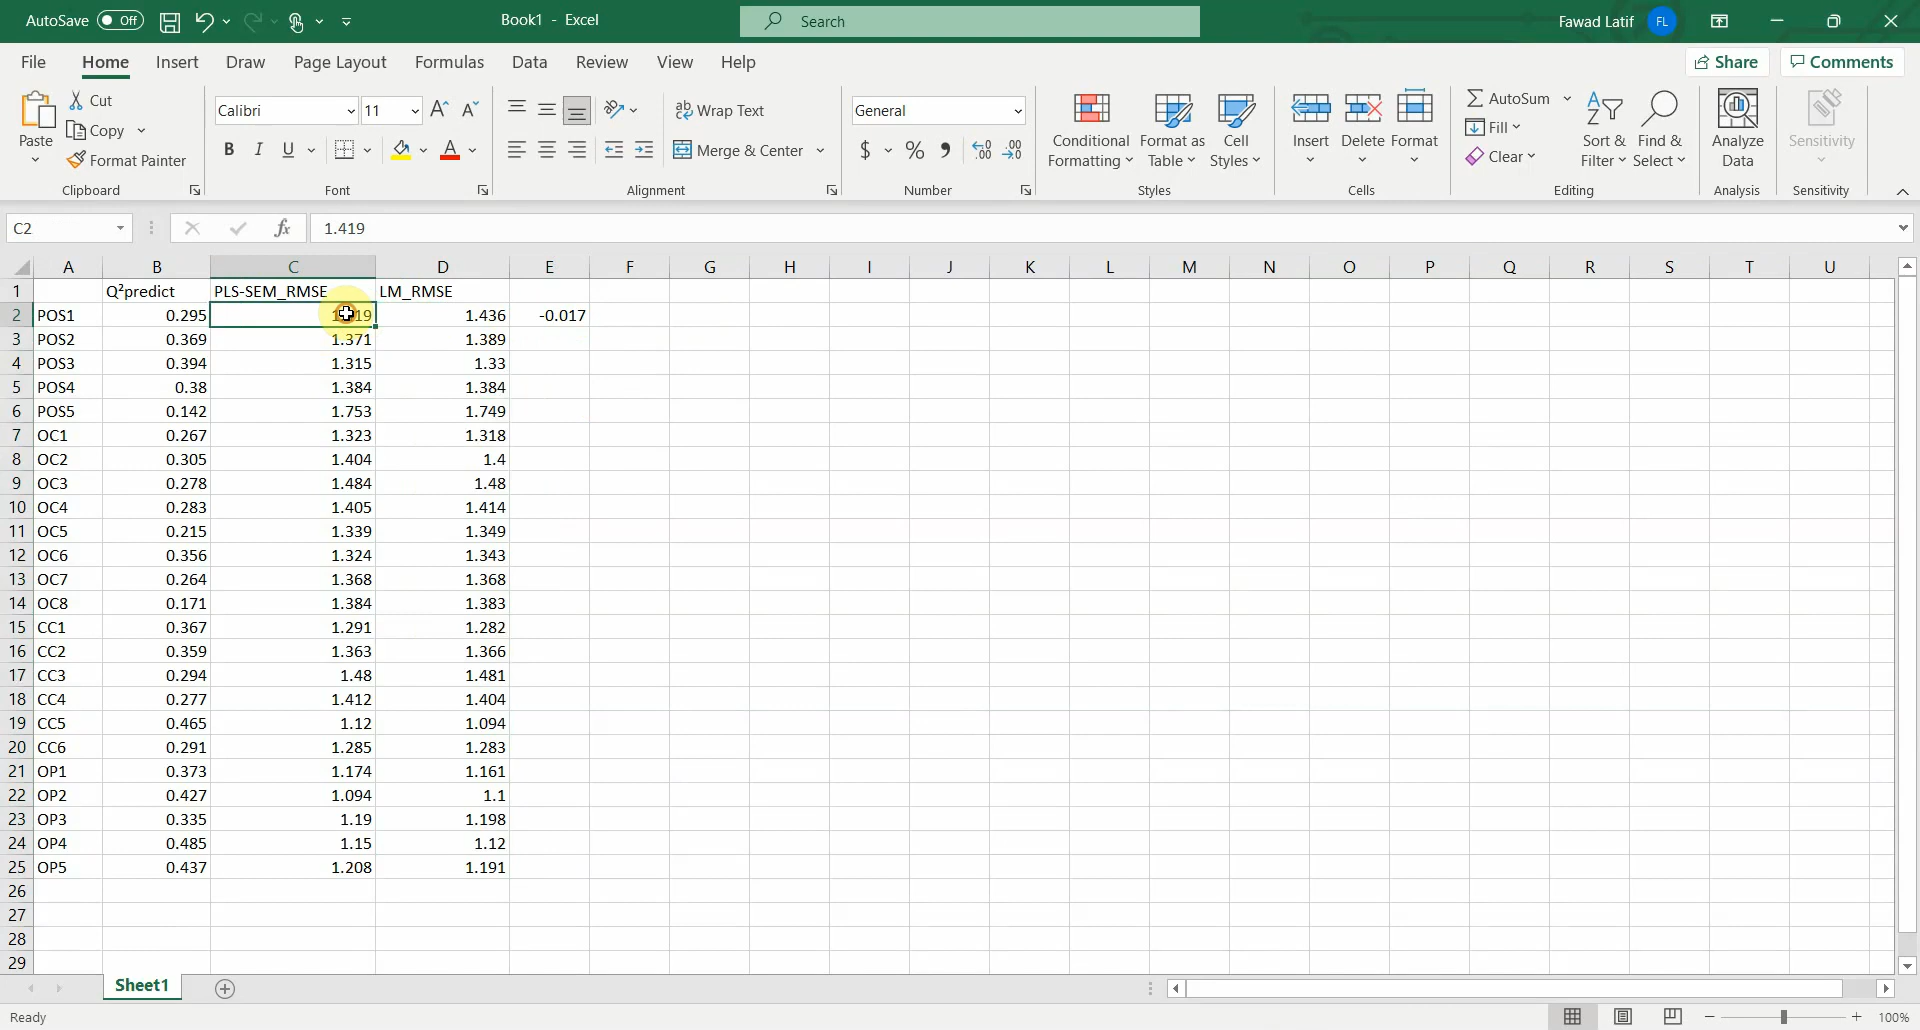 AutoSave Off Book1 - Excel Search Fawad Latif FL
File Home Insert Draw Page Layout Formulas Data Review View Help Share Comments
Paste Cut Copy Format Painter Clipboard
Calibri 11 B I U Font
Wrap Text Merge & Center Alignment
General $ % Number
Conditional Formatting Format as Table Cell Styles Styles
Insert Delete Format Cells
AutoSum Fill Clear Sort & Filter Find & Select Editing
Analyze Data Analysis
Sensitivity Sensitivity
C2 fx 1.419
A B C D E F G H I J K L M N O P Q R S T U
1 Q²predict PLS-SEM_RMSE LM_RMSE
2 POS1 0.295 1.436 -0.017
3 POS2 0.369 1.371 1.389
4 POS3 0.394 1.315 1.33
5 POS4 0.38 1.384 1.384
6 POS5 0.142 1.753 1.749
7 OC1 0.267 1.323 1.318
8 OC2 0.305 1.404 1.4
9 OC3 0.278 1.484 1.48
10 OC4 0.283 1.405 1.414
11 OC5 0.215 1.339 1.349
12 OC6 0.356 1.324 1.343
13 OC7 0.264 1.368 1.368
14 OC8 0.171 1.384 1.383
15 CC1 0.367 1.291 1.282
16 CC2 0.359 1.363 1.366
17 CC3 0.294 1.48 1.481
18 CC4 0.277 1.412 1.404
19 CC5 0.465 1.12 1.094
20 CC6 0.291 1.285 1.283
21 OP1 0.373 1.174 1.161
22 OP2 0.427 1.094 1.1
23 OP3 0.335 1.19 1.198
24 OP4 0.485 1.15 1.12
25 OP5 0.437 1.208 1.191
26
27
28
29
Sheet1
Ready 100%